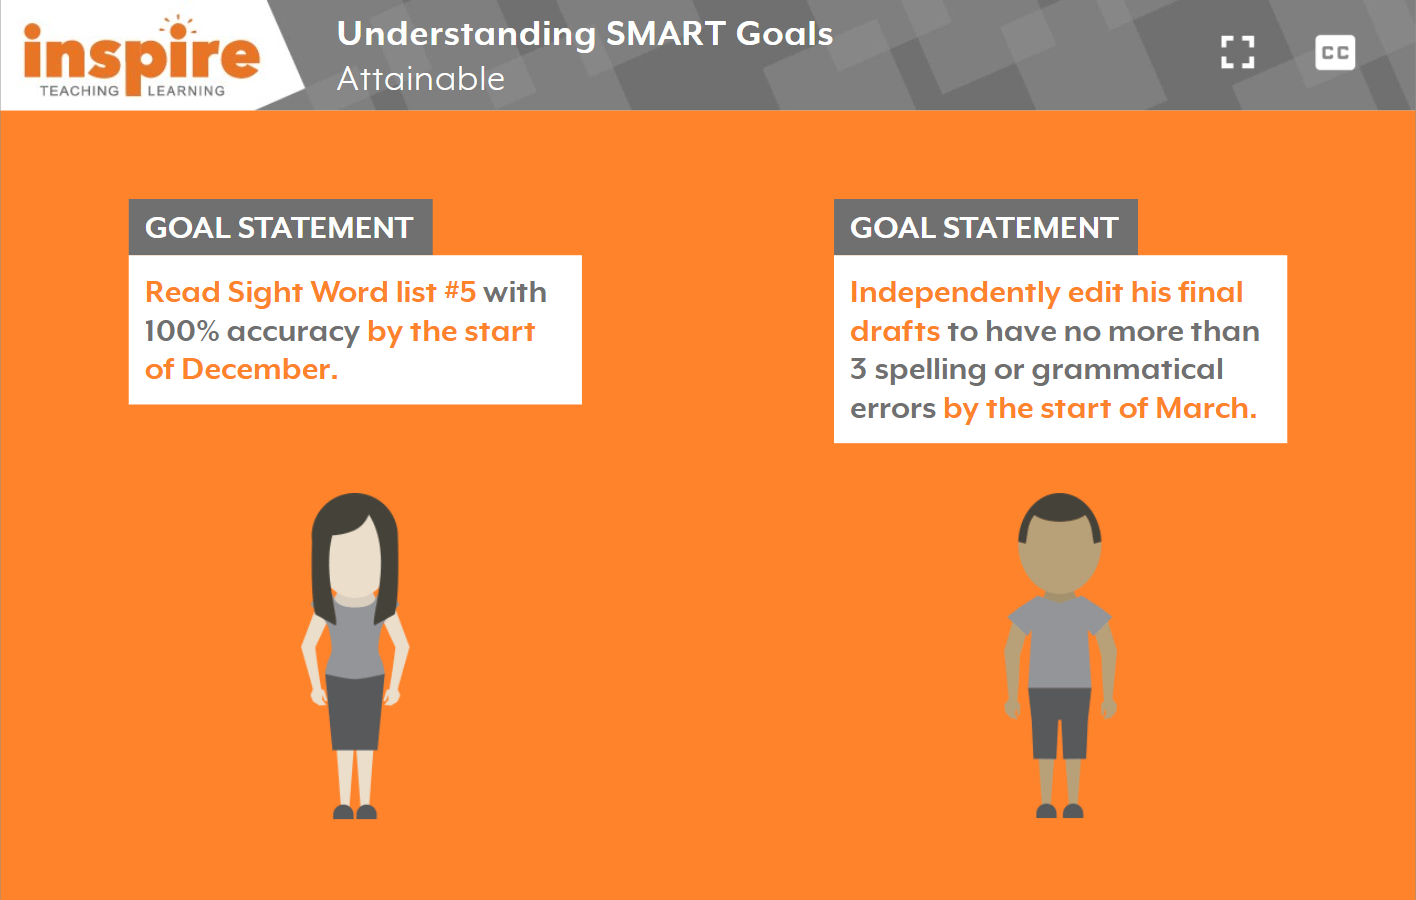 inspire
TEACHING LEARNING
Understanding SMART Goals
Attainable
CC
GOAL STATEMENT
Read Sight Word list #5 with
100% accuracy by the start
of December.
GOAL STATEMENT
Independently edit his final
drafts to have no more than
3 spelling or grammatical
errors by the start of March.